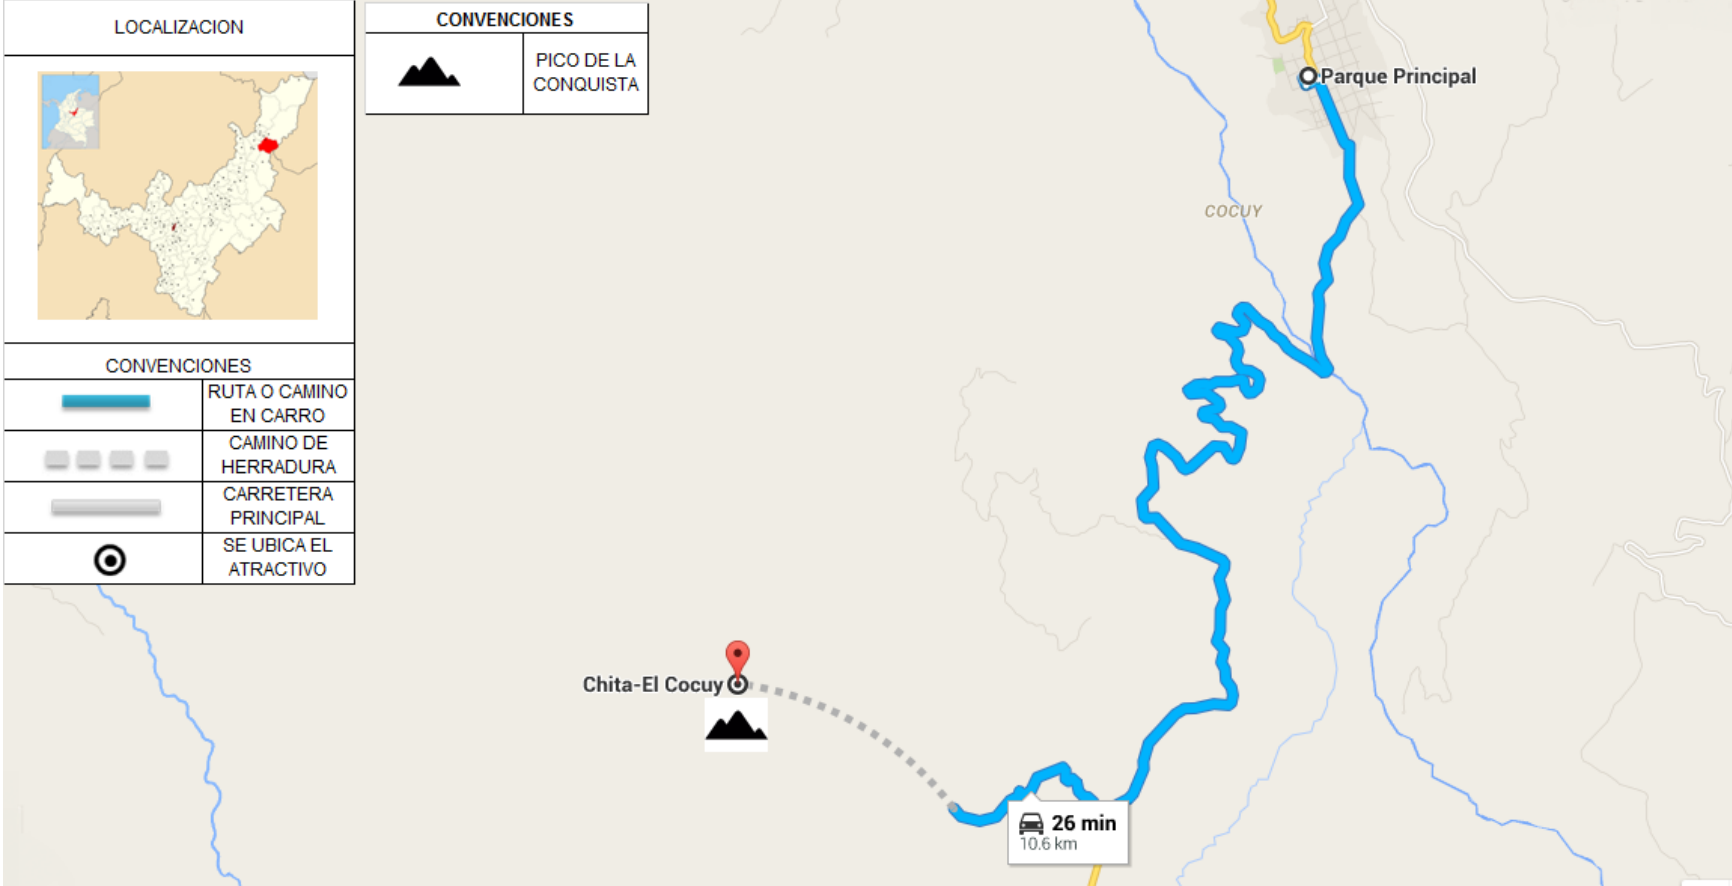 LOCALIZACION
CONVENCIONES
RUTA O CAMINO
EN CARRO
CAMINO DE
HERRADURA
CARRETERA
PRINCIPAL
SE UBICA EL
ATRACTIVO
CONVENCIONES
PICO DE LA
CONQUISTA
Parque Principal
COCUY
Chita-El Cocuy
26 min
10.6 km